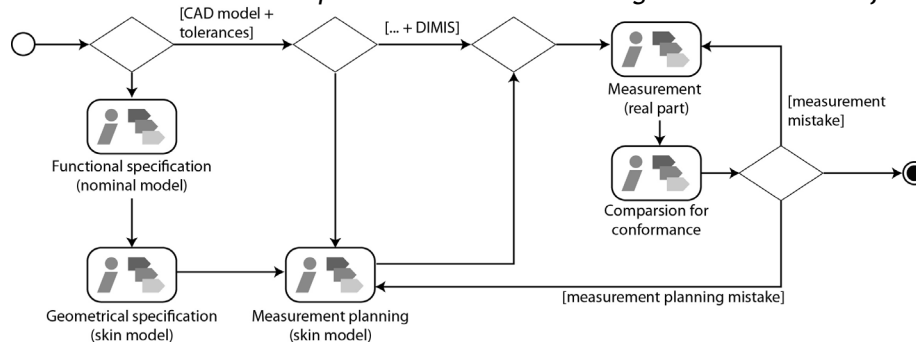 [CAD model +
tolerances]
[... + DIMIS]
Measurement
(real part)
[measurement
mistake]
Functional specification
(nominal model)
Comparsion for
conformance
[measurement planning mistake]
Geometrical specification
(skin model)
Measurement planning
(skin model)